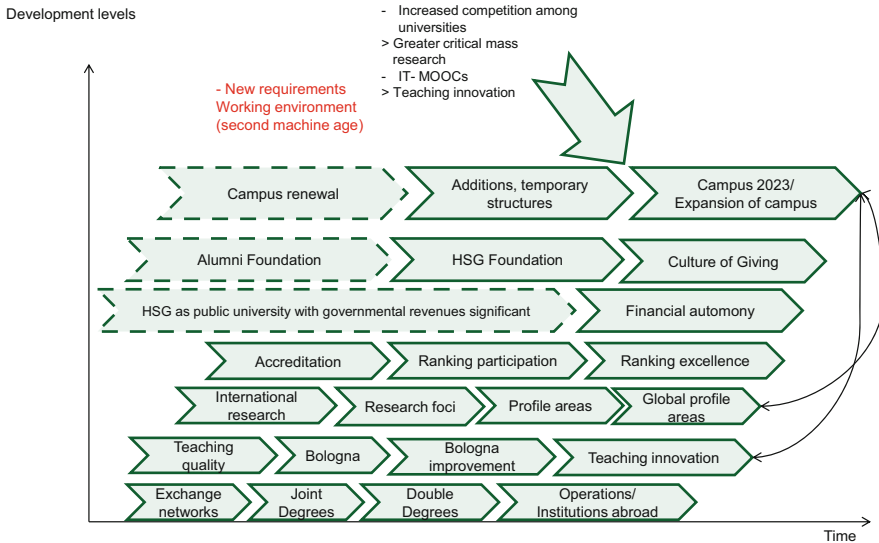 Development levels
- Increased competition among
universities
> Greater critical mass
research
- IT- MOOCs
> Teaching innovation
- New requirements
Working environment
(second machine age)
Campus renewal
Additions, temporary
structures
Campus 2023/
Expansion of campus
Alumni Foundation
HSG Foundation
Culture of Giving
HSG as public university with governmental revenues significant
Financial automony
Accreditation
Ranking participation
Ranking excellence
International
research
Research foci
Profile areas
Global profile
areas
Teaching
quality
Bologna
Bologna
improvement
Teaching innovation
Exchange
networks
Joint
Degrees
Double
Degrees
Operations/
Institutions abroad
Time